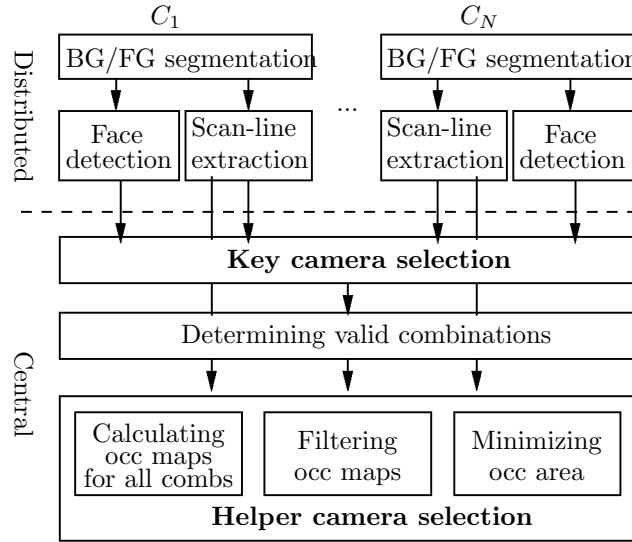 C1 CN
BG/FG segmentation BG/FG segmentation
...
Face detection
Scan-line extraction
Scan-line extraction
Face detection
Distributed
Key camera selection
Determining valid combinations
Central
Calculating
occ maps
for all combs
Filtering
occ maps
Minimizing
occ area
Helper camera selection